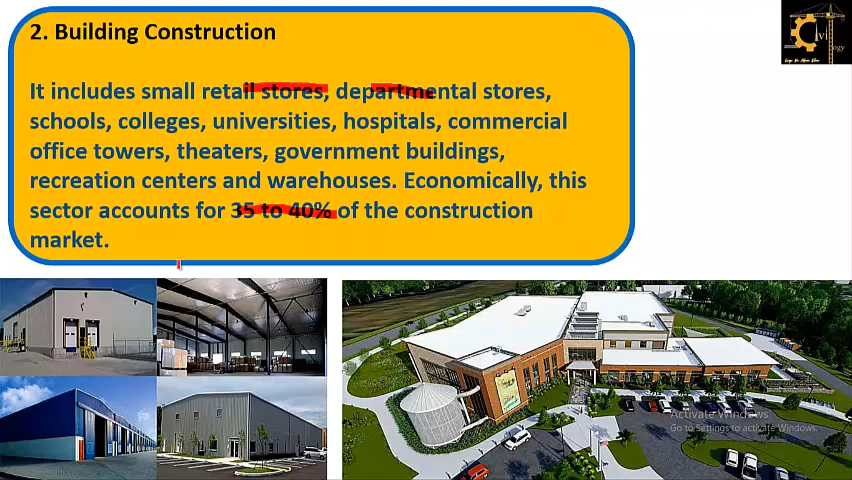 2. Building Construction
It includes small retail stores, departmental stores,
schools, colleges, universities, hospitals, commercial
office towers, theaters, government buildings,
recreation centers and warehouses. Economically, this
sector accounts for 35 to 40% of the construction
market.
ivil
ogy
Activate Windows
Go to Settings to activate Windows.